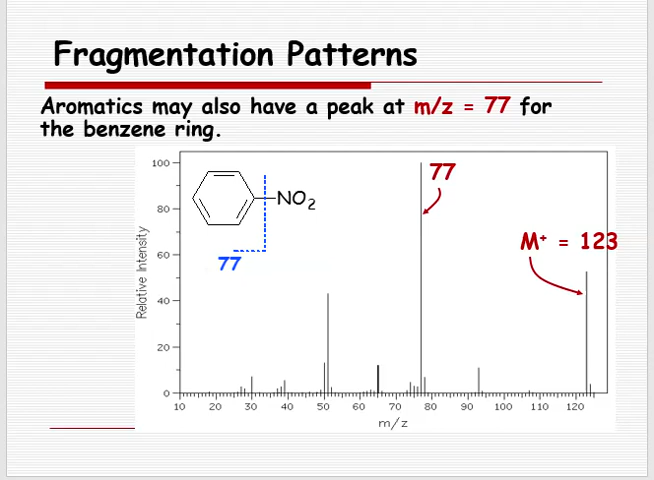 Fragmentation Patterns
Aromatics may also have a peak at m/z = 77 for
the benzene ring.
100
80
60
40
20
0
Relative Intensity
NO2
77
77
M+ = 123
10 20 30 40 50 60 70 80 90 100 110 120
m/z